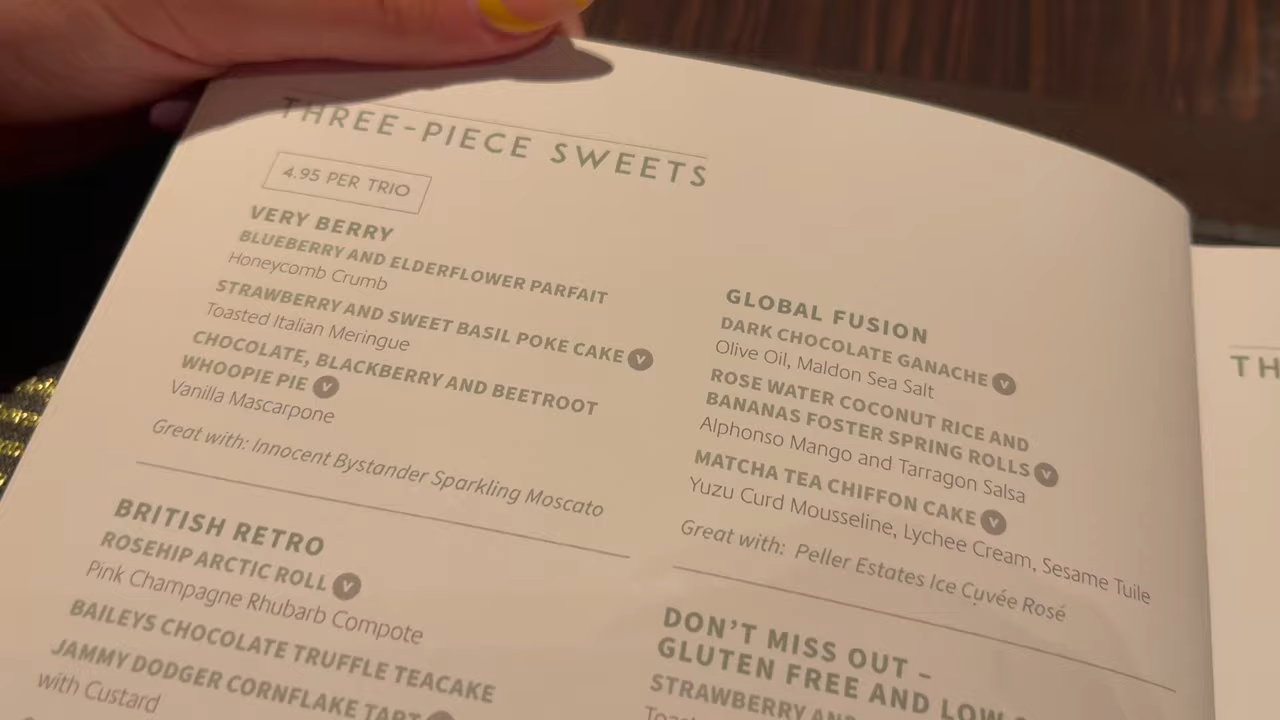 THREE-PIECE SWEETS
4.95 PER TRIO
VERY BERRY
BLUEBERRY AND ELDERFLOWER PARFAIT
Honeycomb Crumb
STRAWBERRY AND SWEET BASIL POKE CAKE V
Toasted Italian Meringue
CHOCOLATE, BLACKBERRY AND BEETROOT
WHOOPIE PIE V
Vanilla Mascarpone
Great with: Innocent Bystander Sparkling Moscato
BRITISH RETRO
ROSEHIP ARCTIC ROLL V
Pink Champagne Rhubarb Compote
BAILEYS CHOCOLATE TRUFFLE TEACAKE
JAMMY DODGER CORNFLAKE TART
with Custard
GLOBAL FUSION
DARK CHOCOLATE GANACHE V
Olive Oil, Maldon Sea Salt
ROSE WATER COCONUT RICE AND
BANANAS FOSTER SPRING ROLLS V
Alphonso Mango and Tarragon Salsa
MATCHA TEA CHIFFON CAKE V
Yuzu Curd Mousseline, Lychee Cream, Sesame Tuile
Great with: Peller Estates Ice Cuvée Rosé
DON'T MISS OUT –
GLUTEN FREE AND LOW
STRAWBERRY AND
TH